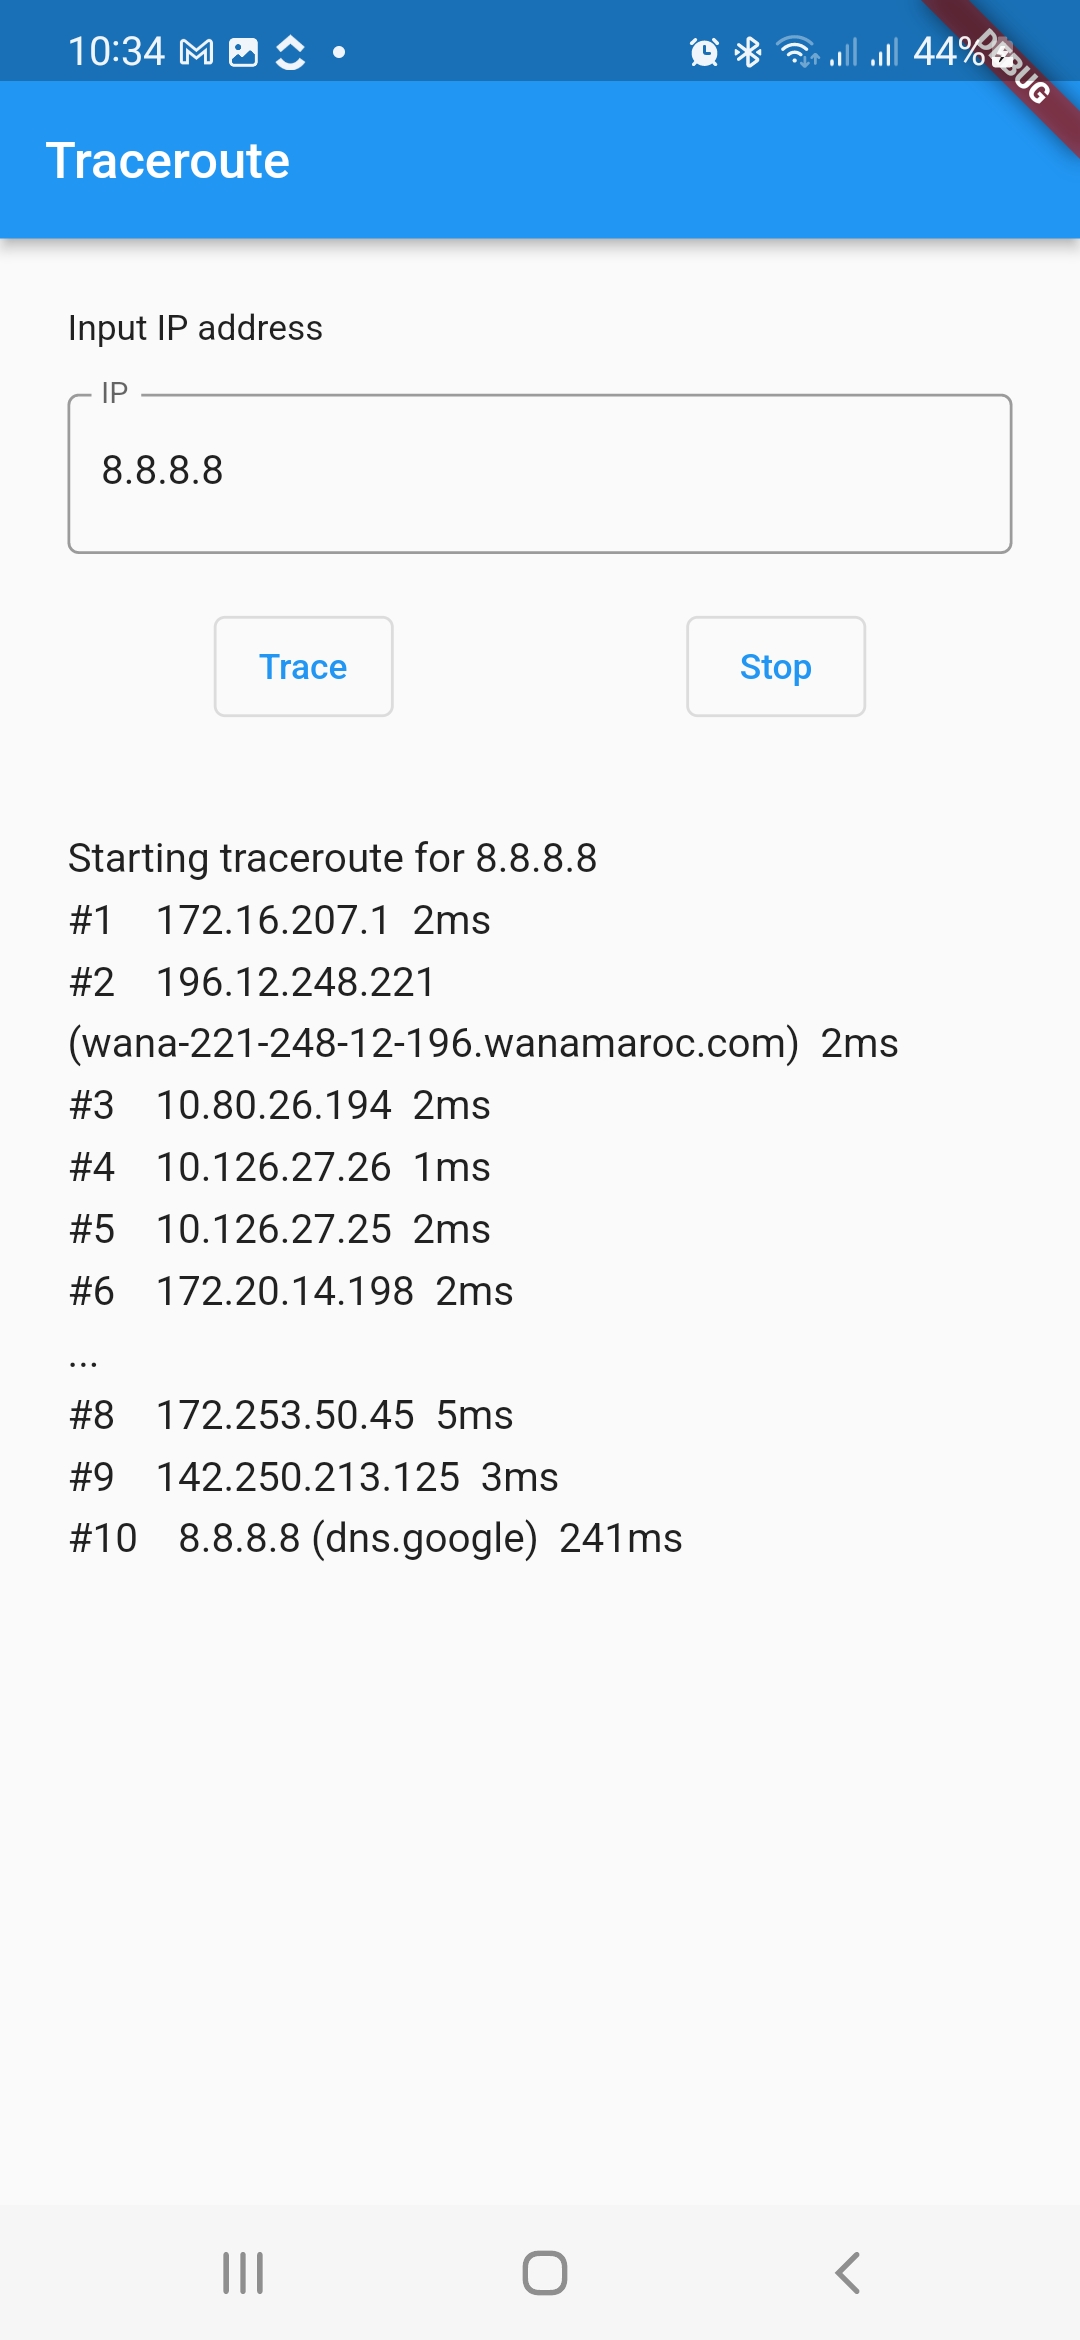 10:34
44%
DEBUG
Traceroute
Input IP address
IP
8.8.8.8
Trace
Stop
Starting traceroute for 8.8.8.8
#1 172.16.207.1 2ms
#2 196.12.248.221
(wana-221-248-12-196.wanamaroc.com) 2ms
#3 10.80.26.194 2ms
#4 10.126.27.26 1ms
#5 10.126.27.25 2ms
#6 172.20.14.198 2ms
...
#8 172.253.50.45 5ms
#9 142.250.213.125 3ms
#10 8.8.8.8 (dns.google) 241ms